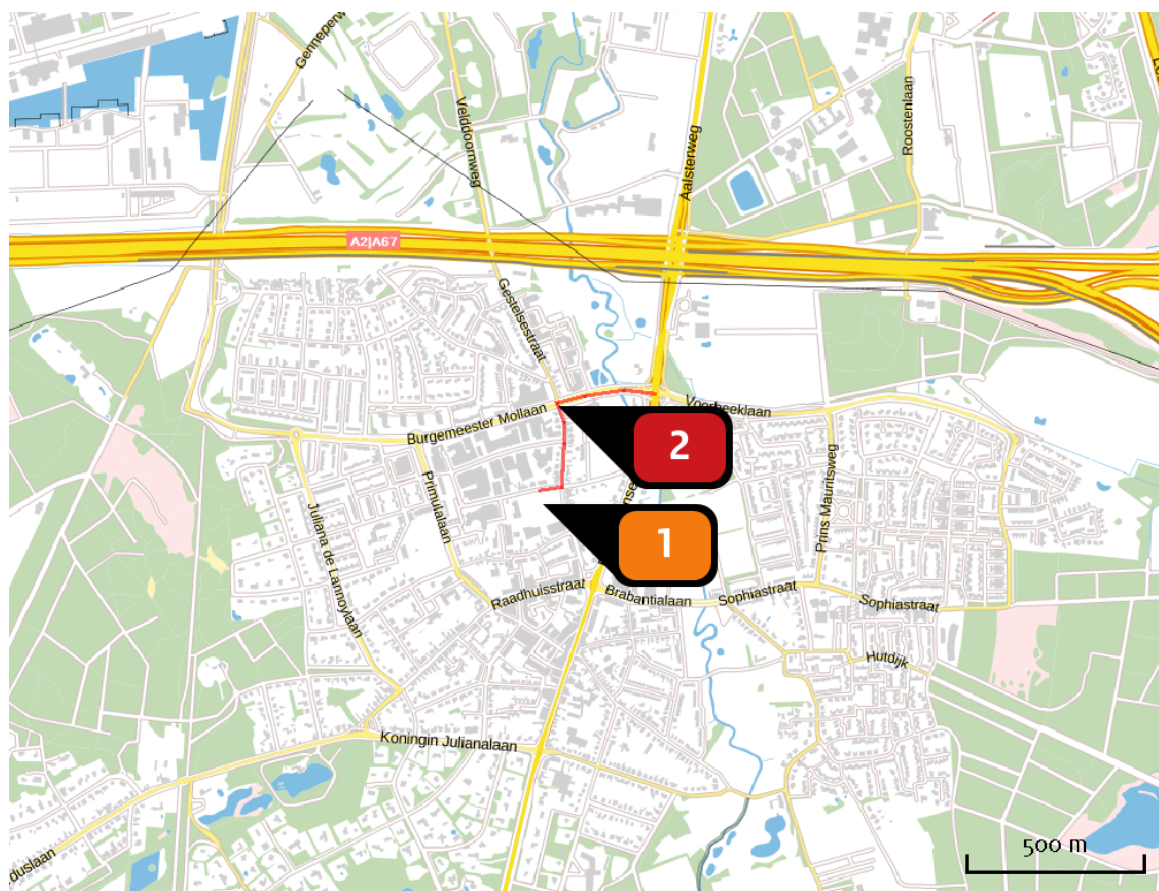 Genneperw
Velddoornweg
Aalsterweg
Roostenlaan
A2|A67
Gestelsestraat
Burgemeester Mollaan
Voorbeeklaan
2
Primulalaan
Prins Mauritsweg
1
Juliana de Lannoylaan
Raadhuisstraat
Brabantialaan
Sophiastraat
Sophiastraat
Hutdijk
Koningin Julianalaan
duslaan
500 m